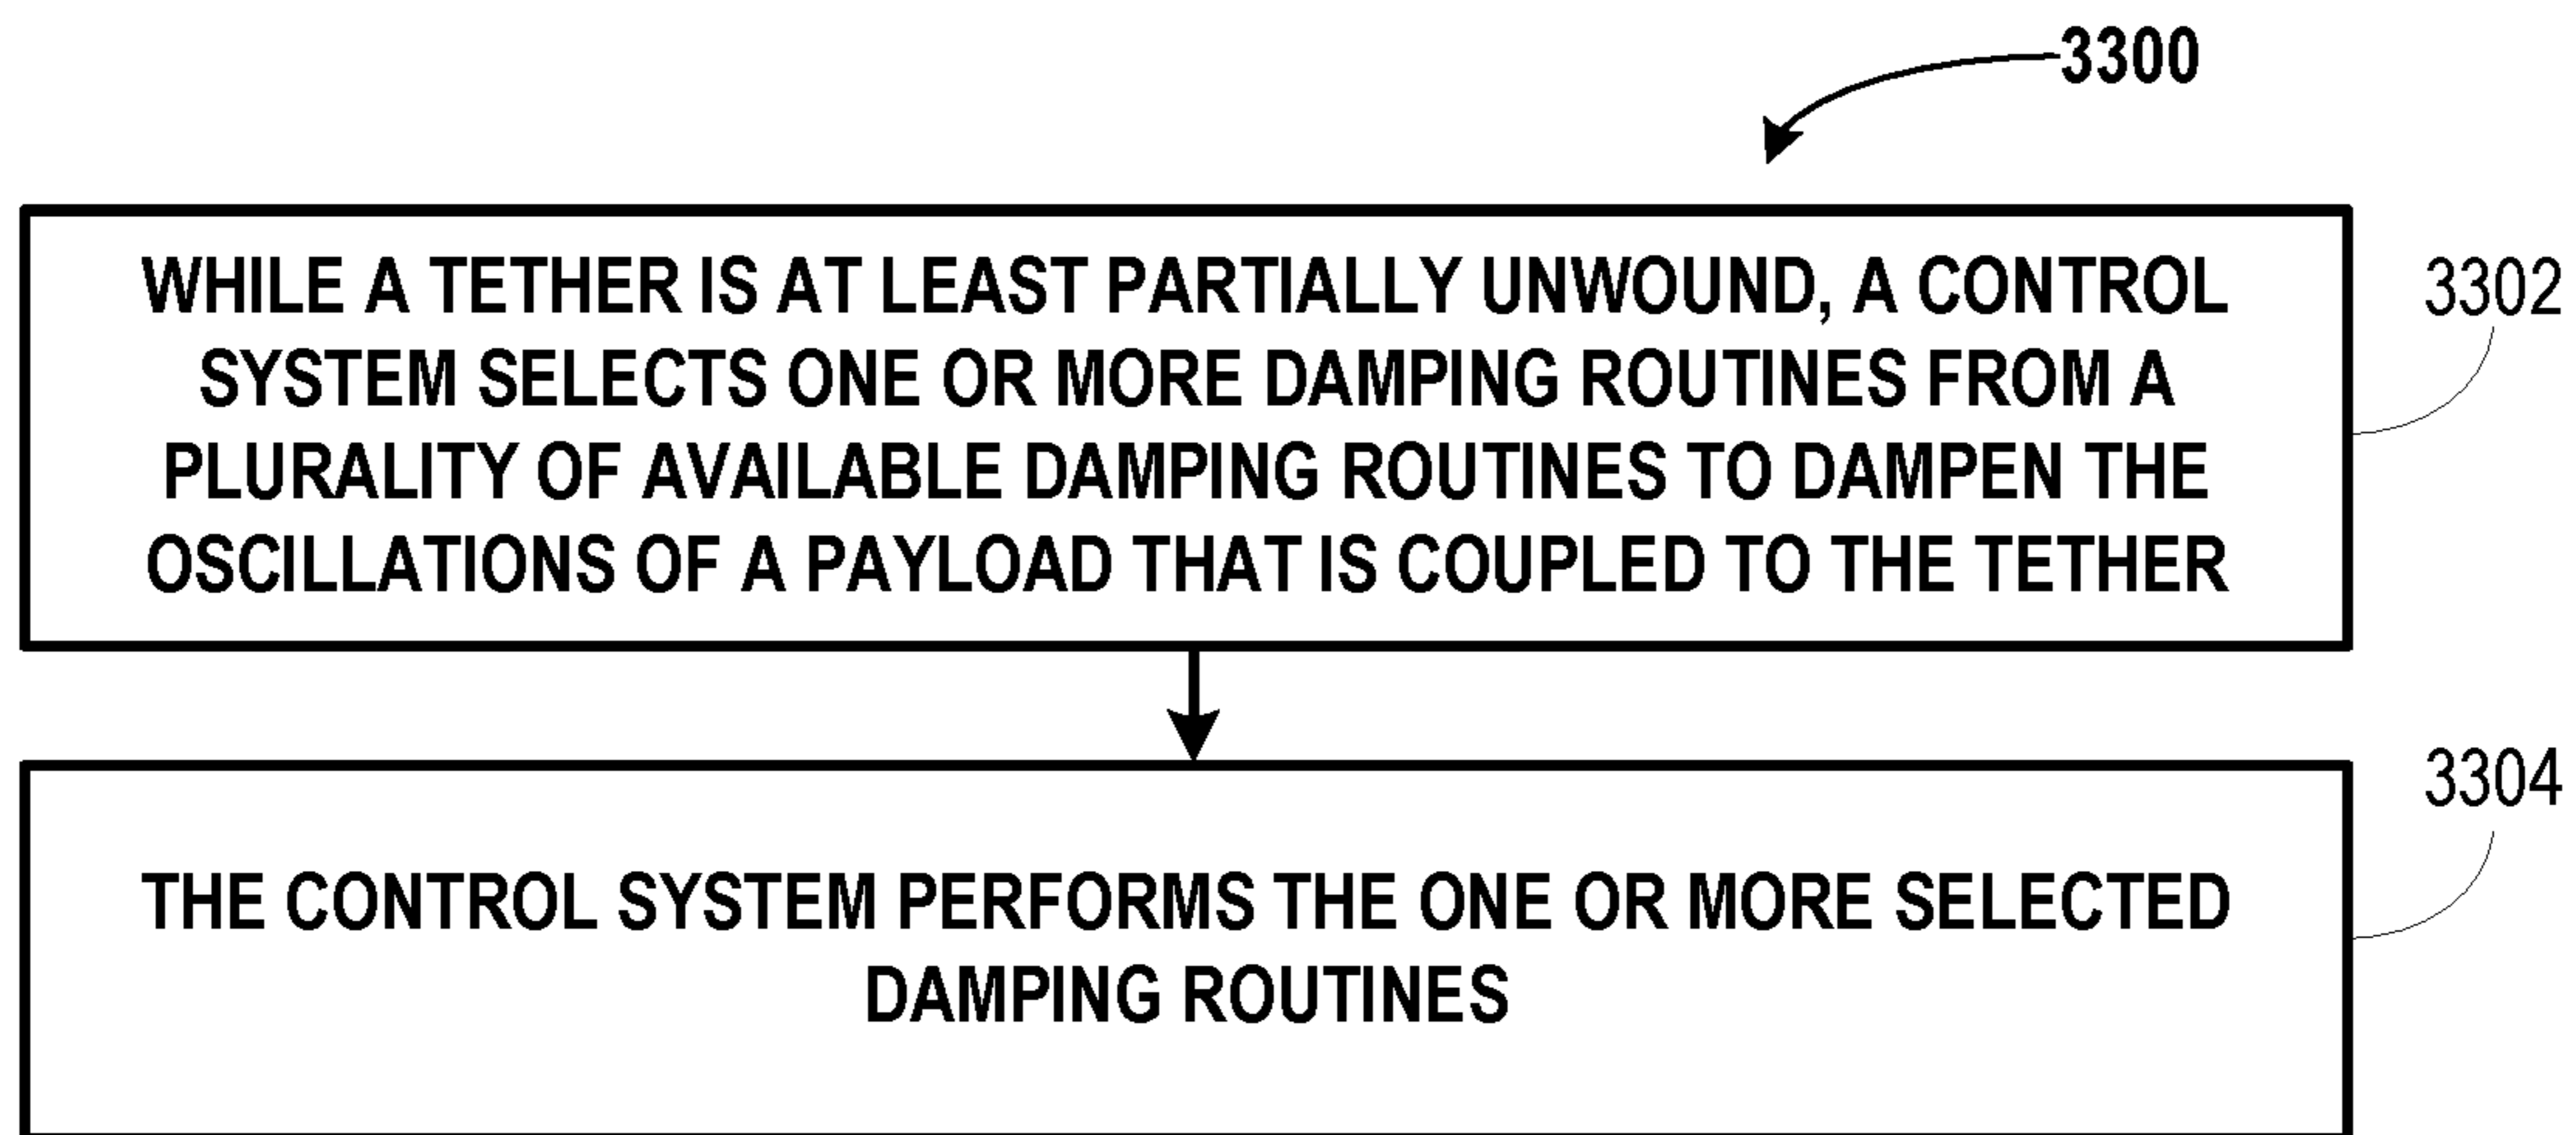 3300
WHILE A TETHER IS AT LEAST PARTIALLY UNWOUND, A CONTROL
SYSTEM SELECTS ONE OR MORE DAMPING ROUTINES FROM A
PLURALITY OF AVAILABLE DAMPING ROUTINES TO DAMPEN THE
OSCILLATIONS OF A PAYLOAD THAT IS COUPLED TO THE TETHER
3302
THE CONTROL SYSTEM PERFORMS THE ONE OR MORE SELECTED
DAMPING ROUTINES
3304